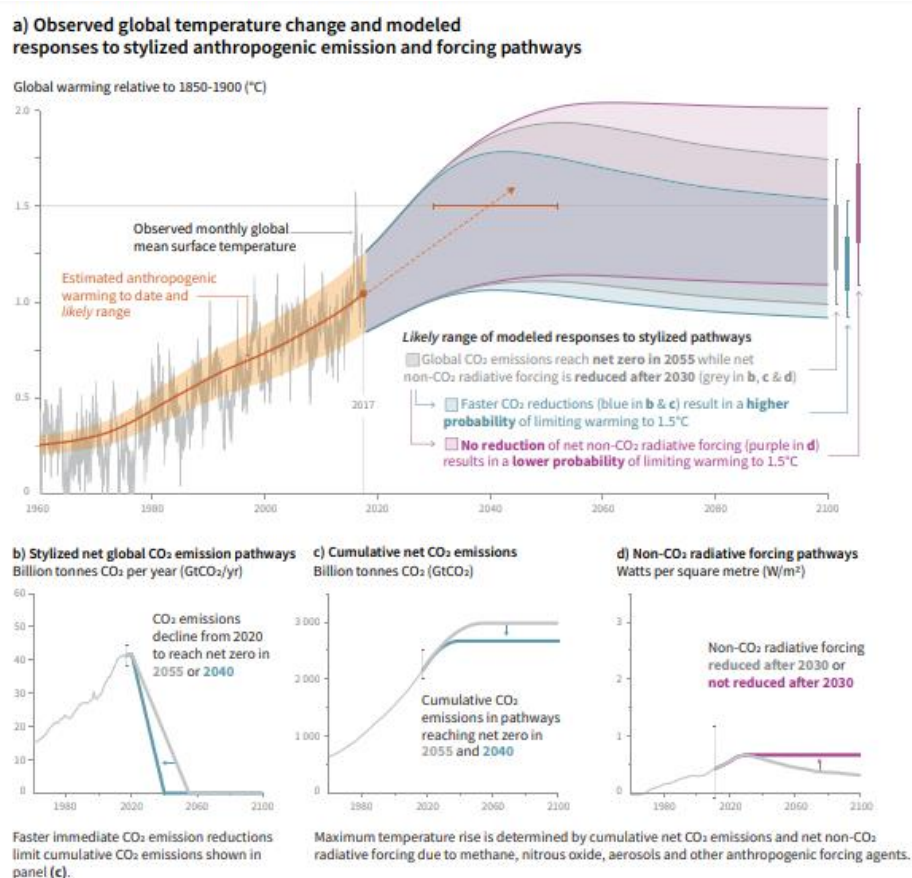 a) Observed global temperature change and modeled
responses to stylized anthropogenic emission and forcing pathways
Global warming relative to 1850-1900 (°C)
2.0
1.5
1.0
0.5
0
Observed monthly global
mean surface temperature
Estimated anthropogenic
warming to date and
likely range
2017
Likely range of modeled responses to stylized pathways
Global CO₂ emissions reach net zero in 2055 while net
non-CO₂ radiative forcing is reduced after 2030 (grey in b, c & d)
Faster CO₂ reductions (blue in b & c) result in a higher
probability of limiting warming to 1.5°C
No reduction of net non-CO₂ radiative forcing (purple in d)
results in a lower probability of limiting warming to 1.5°C
1960 1980 2000 2020 2040 2060 2080 2100
b) Stylized net global CO₂ emission pathways
Billion tonnes CO₂ per year (GtCO₂/yr)
60
50
40
30
20
10
0
CO₂ emissions
decline from 2020
to reach net zero in
2055 or 2040
1980 2020 2060 2100
Faster immediate CO₂ emission reductions
limit cumulative CO₂ emissions shown in
panel (c).
c) Cumulative net CO₂ emissions
Billion tonnes CO₂ (GtCO₂)
3 000
2 000
1 000
0
Cumulative CO₂
emissions in pathways
reaching net zero in
2055 and 2040
1980 2020 2060 2100
d) Non-CO₂ radiative forcing pathways
Watts per square metre (W/m²)
3
2
1
0
Non-CO₂ radiative forcing
reduced after 2030 or
not reduced after 2030
1980 2020 2060 2100
Maximum temperature rise is determined by cumulative net CO₂ emissions and net non-CO₂
radiative forcing due to methane, nitrous oxide, aerosols and other anthropogenic forcing agents.